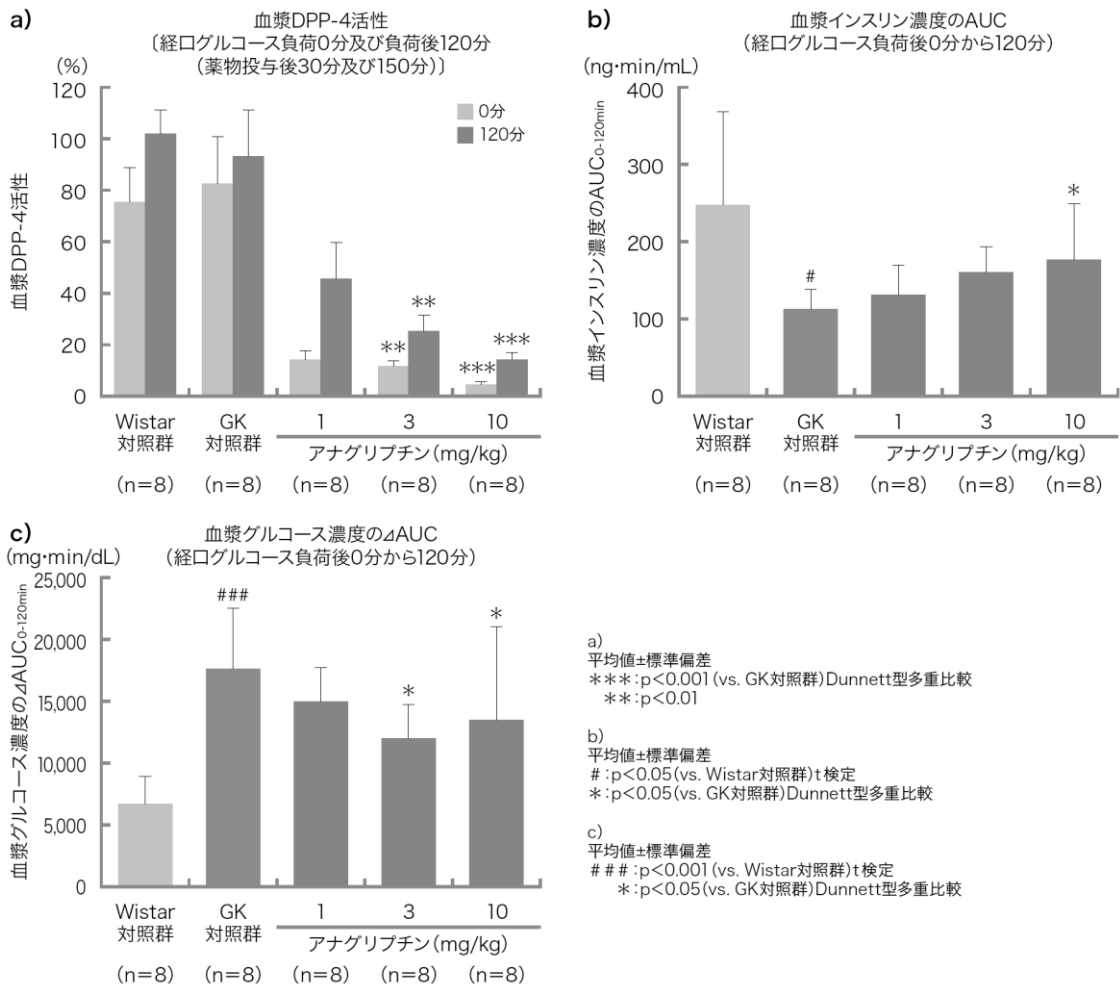 a)
血漿DPP-4活性
〔経口グルコース負荷0分及び負荷後120分
(薬物投与後30分及び150分)〕
(%)
120
100
80
60
40
20
0
血漿DPP-4活性
0分
120分
**
**
***
***
Wistar
対照群
GK
対照群
1
3
10
アナグリプチン(mg/kg)
(n=8)
(n=8)
(n=8)
(n=8)
(n=8)
b)
血漿インスリン濃度のAUC
(経口グルコース負荷後0分から120分)
(ng•min/mL)
400
300
200
100
0
血漿インスリン濃度のAUC0-120min
#
*
Wistar
対照群
GK
対照群
1
3
10
アナグリプチン(mg/kg)
(n=8)
(n=8)
(n=8)
(n=8)
(n=8)
c)
血漿グルコース濃度の⊿AUC
(経口グルコース負荷後0分から120分)
(mg•min/dL)
25,000
20,000
15,000
10,000
5,000
0
血漿グルコース濃度の⊿AUC0-120min
###
*
*
Wistar
対照群
GK
対照群
1
3
10
アナグリプチン(mg/kg)
(n=8)
(n=8)
(n=8)
(n=8)
(n=8)
a)
平均値±標準偏差
***:p<0.001(vs. GK対照群)Dunnett型多重比較
**:p<0.01
b)
平均値±標準偏差
#:p<0.05(vs. Wistar対照群)t検定
*:p<0.05(vs. GK対照群)Dunnett型多重比較
c)
平均値±標準偏差
###:p<0.001(vs. Wistar対照群)t検定
*:p<0.05(vs. GK対照群)Dunnett型多重比較